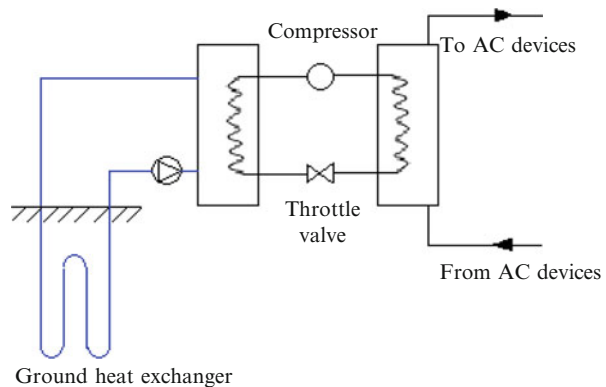 Compressor
To AC devices
Throttle
valve
From AC devices
Ground heat exchanger